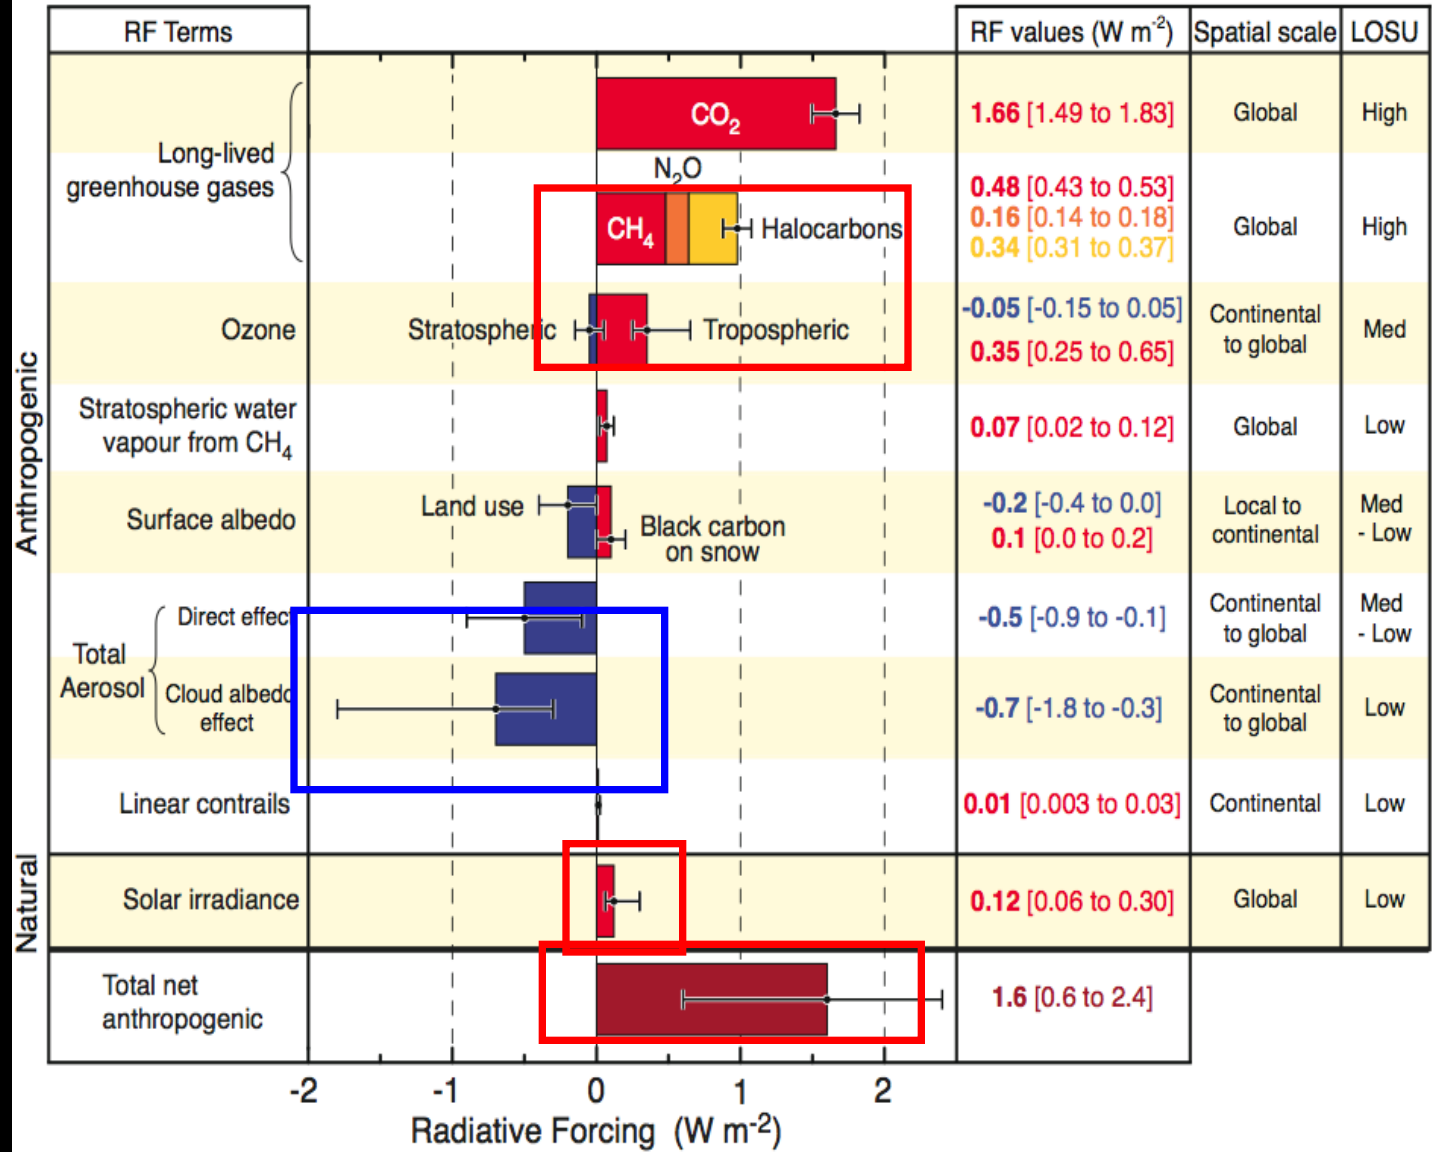 RF Terms
RF values (W m-2)
Spatial scale
LOSU
Anthropogenic
Long-lived
greenhouse gases
CO2
1.66 [1.49 to 1.83]
Global
High
N2O
CH4
Halocarbons
0.48 [0.43 to 0.53]
0.16 [0.14 to 0.18]
0.34 [0.31 to 0.37]
Global
High
Ozone
Stratospheric
Tropospheric
-0.05 [-0.15 to 0.05]
0.35 [0.25 to 0.65]
Continental
to global
Med
Stratospheric water
vapour from CH4
0.07 [0.02 to 0.12]
Global
Low
Surface albedo
Land use
Black carbon
on snow
-0.2 [-0.4 to 0.0]
0.1 [0.0 to 0.2]
Local to
continental
Med
- Low
Total
Aerosol
Direct effect
-0.5 [-0.9 to -0.1]
Continental
to global
Med
- Low
Cloud albedo
effect
-0.7 [-1.8 to -0.3]
Continental
to global
Low
Linear contrails
0.01 [0.003 to 0.03]
Continental
Low
Natural
Solar irradiance
0.12 [0.06 to 0.30]
Global
Low
Total net
anthropogenic
1.6 [0.6 to 2.4]
-2 -1 0 1 2
Radiative Forcing (W m-2)